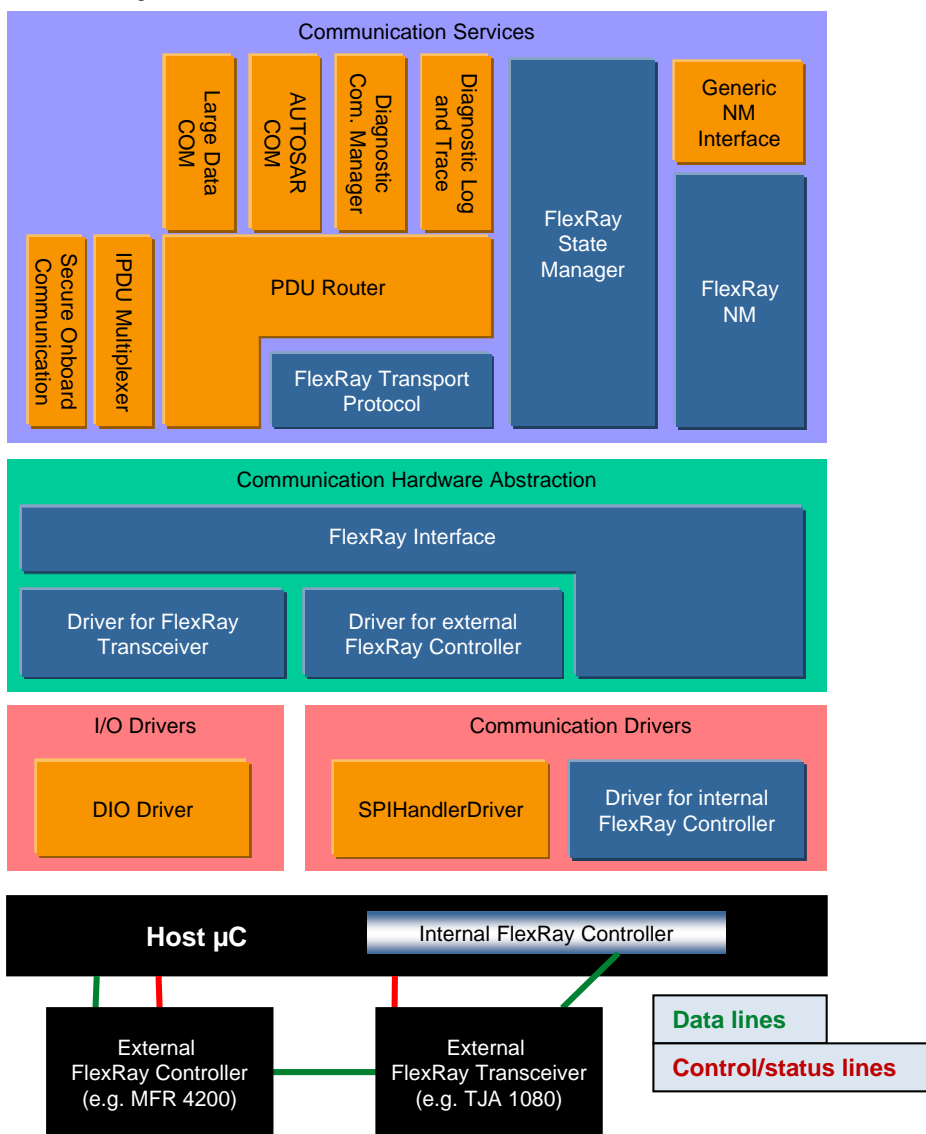 Communication Services
Large Data
COM
AUTOSAR
COM
Diagnostic
Com. Manager
Diagnostic Log
and Trace
FlexRay
State
Manager
Generic
NM
Interface
FlexRay
NM
Secure Onboard
Communication
IPDU Multiplexer
PDU Router
FlexRay Transport
Protocol
Communication Hardware Abstraction
FlexRay Interface
Driver for FlexRay
Transceiver
Driver for external
FlexRay Controller
I/O Drivers
Communication Drivers
DIO Driver
SPIHandlerDriver
Driver for internal
FlexRay Controller
Host µC
Internal FlexRay Controller
External
FlexRay Controller
(e.g. MFR 4200)
External
FlexRay Transceiver
(e.g. TJA 1080)
Data lines
Control/status lines